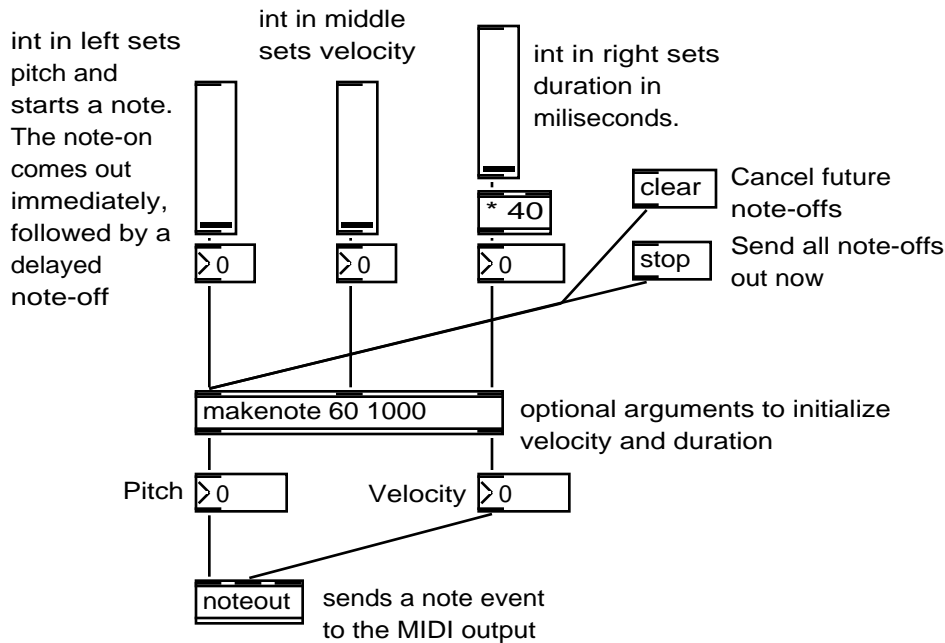 int in left sets
pitch and
starts a note.
The note-on
comes out
immediately,
followed by a
delayed
note-off
int in middle
sets velocity
int in right sets
duration in
miliseconds.
* 40
0
0
0
clear
Cancel future
note-offs
stop
Send all note-offs
out now
makenote 60 1000
optional arguments to initialize
velocity and duration
Pitch
0
Velocity
0
noteout
sends a note event
to the MIDI output